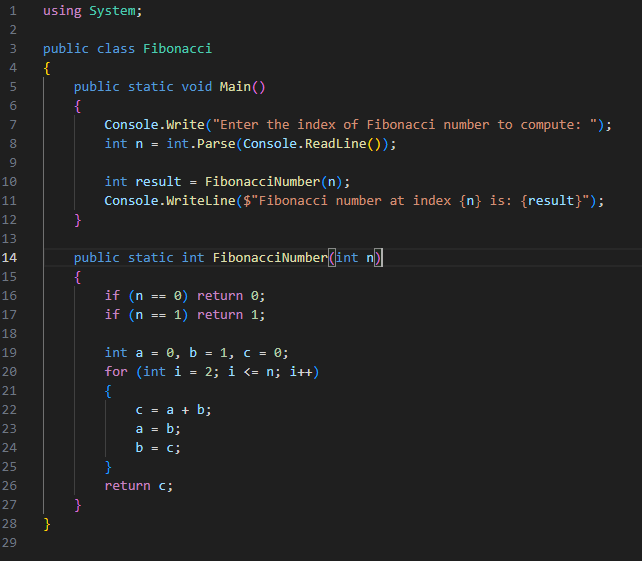 1 using System;
2
3 public class Fibonacci
4 {
5 public static void Main()
6 {
7 Console.Write("Enter the index of Fibonacci number to compute: ");
8 int n = int.Parse(Console.ReadLine());
9
10 int result = FibonacciNumber(n);
11 Console.WriteLine($"Fibonacci number at index {n} is: {result}");
12 }
13
14 public static int FibonacciNumber(int n)
15 {
16 if (n == 0) return 0;
17 if (n == 1) return 1;
18
19 int a = 0, b = 1, c = 0;
20 for (int i = 2; i <= n; i++)
21 {
22 c = a + b;
23 a = b;
24 b = c;
25 }
26 return c;
27 }
28 }
29